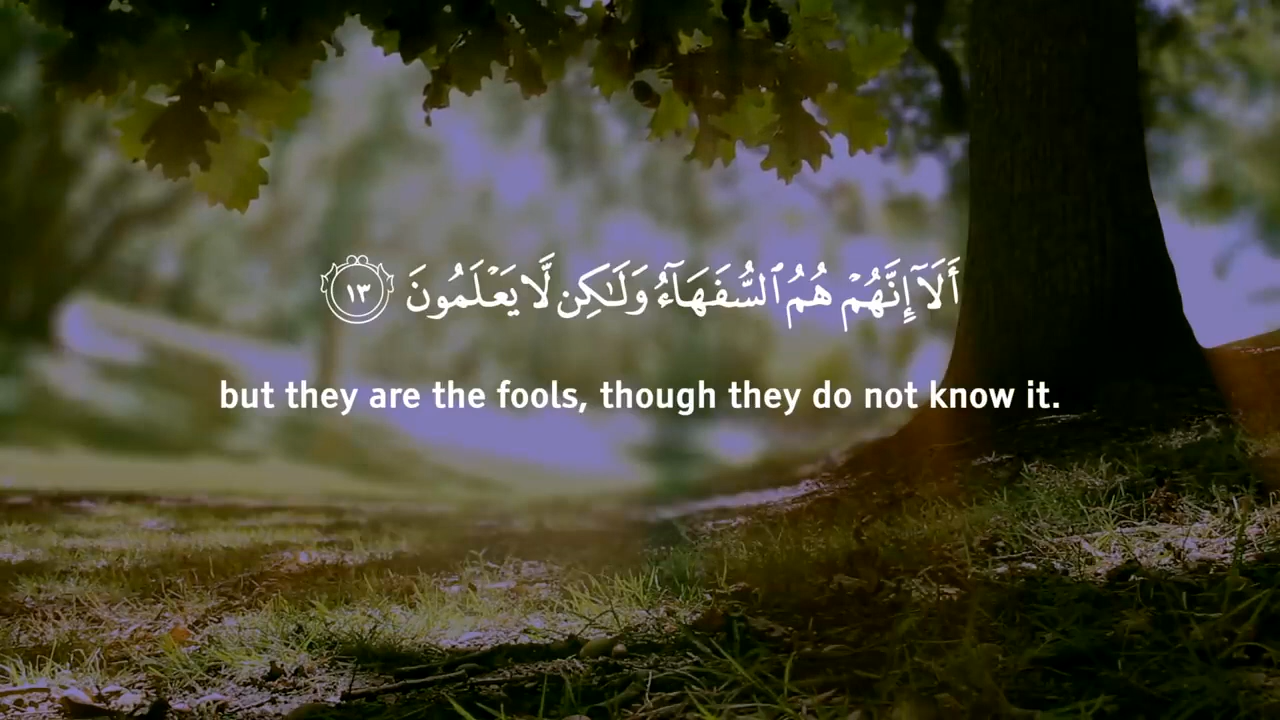 أَلَآ إِنَّهُمْ هُمُ ٱلسُّفَهَآءُ وَلَـٰكِن لَّا يَعْلَمُونَ ١٣
but they are the fools, though they do not know it.